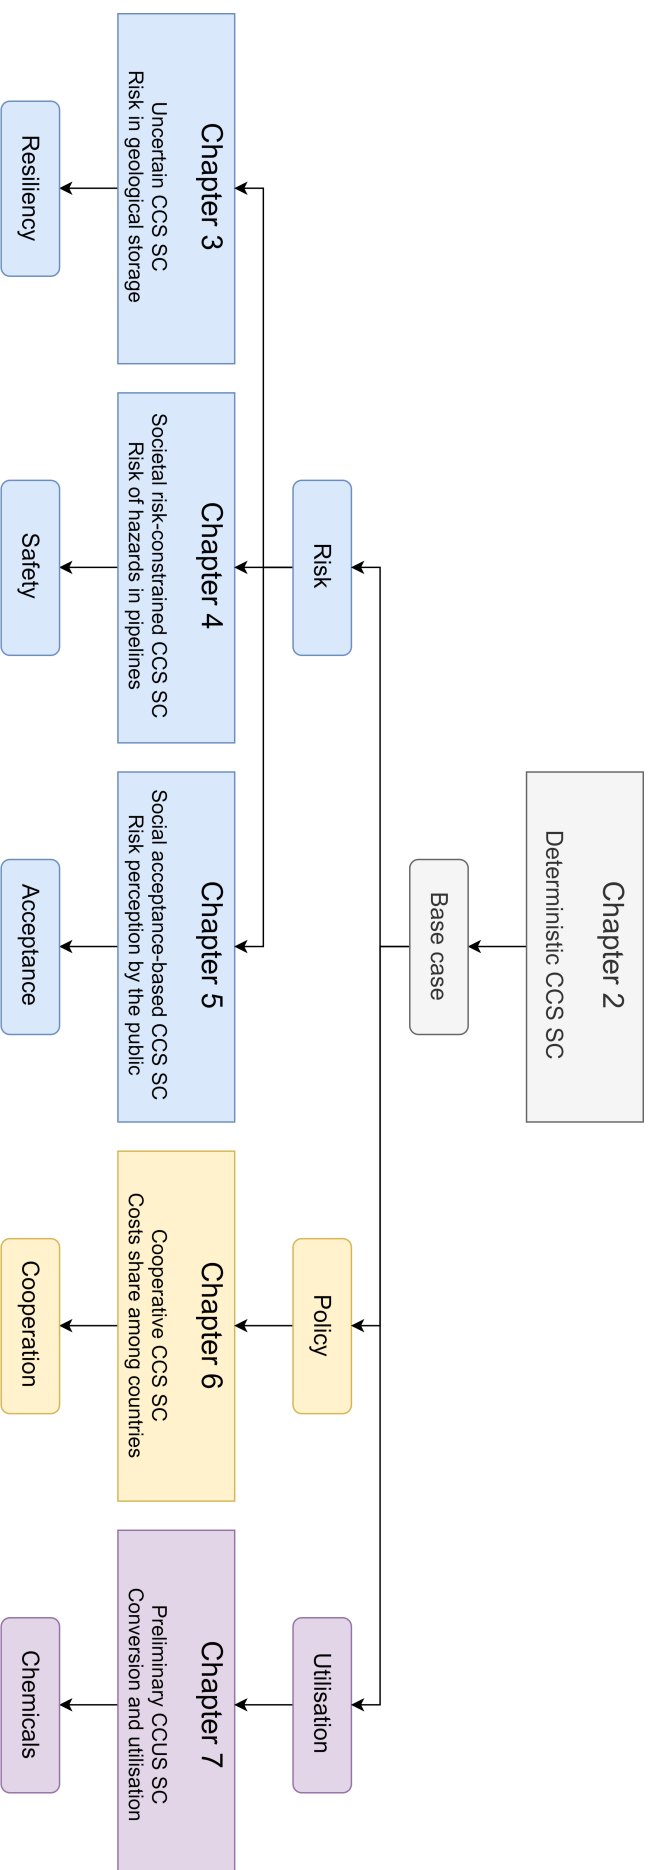 Chapter 2
Deterministic CCS SC
Base case
Risk
Policy
Utilisation
Chapter 3
Uncertain CCS SC
Risk in geological storage
Chapter 4
Societal risk-constrained CCS SC
Risk of hazards in pipelines
Chapter 5
Social acceptance-based CCS SC
Risk perception by the public
Chapter 6
Cooperative CCS SC
Costs share among countries
Chapter 7
Preliminary CCUS SC
Conversion and utilisation
Resiliency
Safety
Acceptance
Cooperation
Chemicals